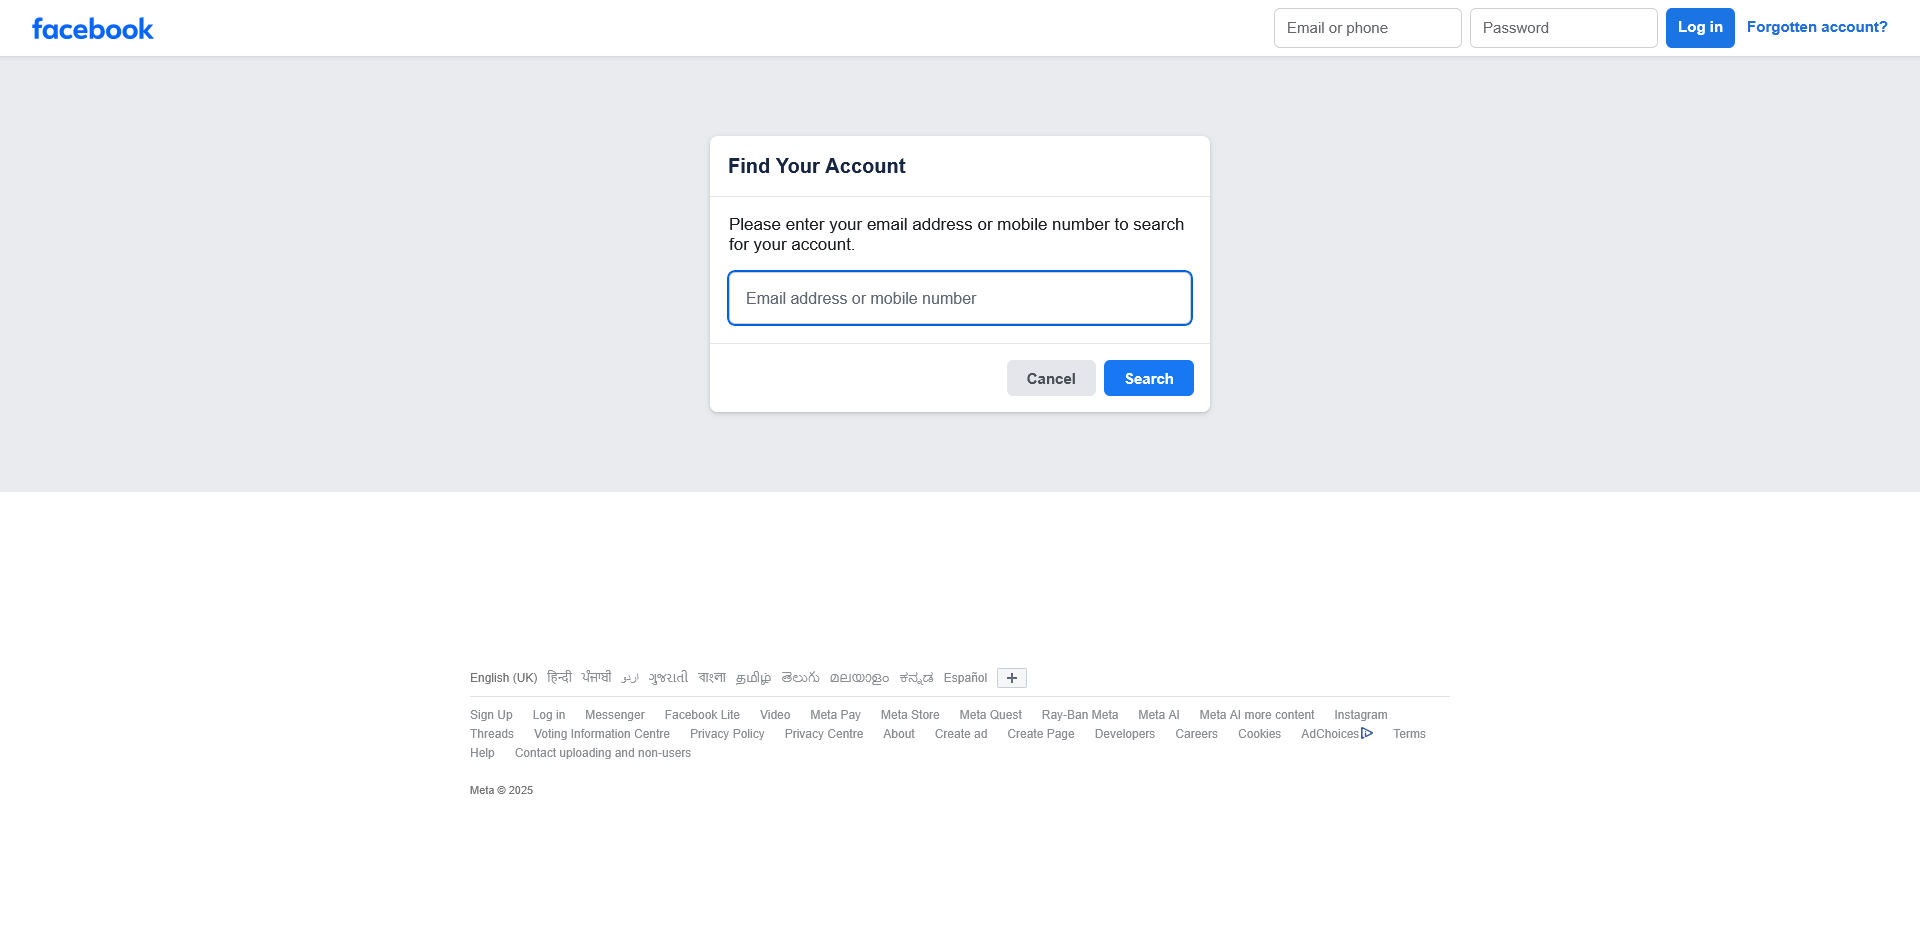 facebook
Email or phone Password Log in Forgotten account?
Find Your Account
Please enter your email address or mobile number to search
for your account.
Email address or mobile number
Cancel Search
English (UK) हिन्दी ਪੰਜਾਬੀ اردو ગુજરાતી বাংলা தமிழ் తెలుగు മലയാളം ಕನ್ನಡ Español
Sign Up Log in Messenger Facebook Lite Video Meta Pay Meta Store Meta Quest Ray-Ban Meta Meta AI Meta AI more content Instagram
Threads Voting Information Centre Privacy Policy Privacy Centre About Create ad Create Page Developers Careers Cookies AdChoices Terms
Help Contact uploading and non-users
Meta © 2025